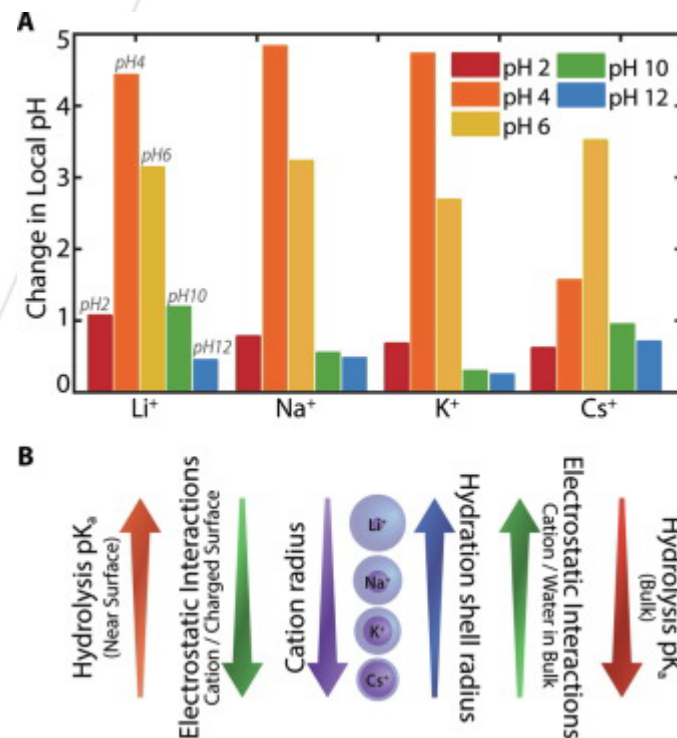 A
Change in Local pH
5
4
3
2
1
0
pH 2
pH 4
pH 6
pH 10
pH 12
pH2
pH4
pH6
pH10
pH12
Li⁺
Na⁺
K⁺
Cs⁺
B
Hydrolysis pKₐ
(Near Surface)
Electrostatic Interactions
Cation / Charged Surface
Cation radius
Li⁺
Na⁺
K⁺
Cs⁺
Hydration shell radius
Electrostatic Interactions
Cation / Water in Bulk
Hydrolysis pKₐ
(Bulk)